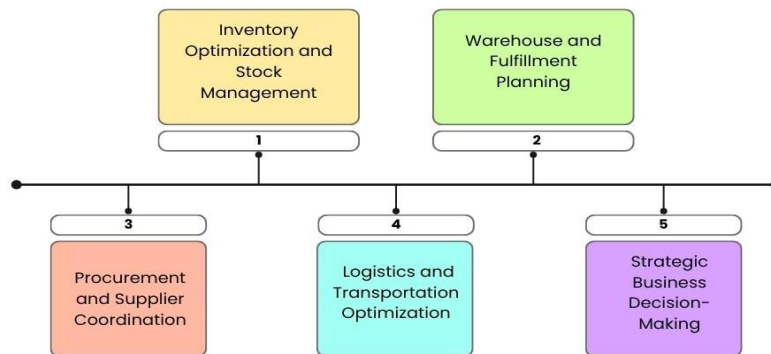 Inventory
Optimization and
Stock
Management
1
Warehouse and
Fulfillment
Planning
2
3
Procurement
and Supplier
Coordination
4
Logistics and
Transportation
Optimization
5
Strategic
Business
Decision-
Making